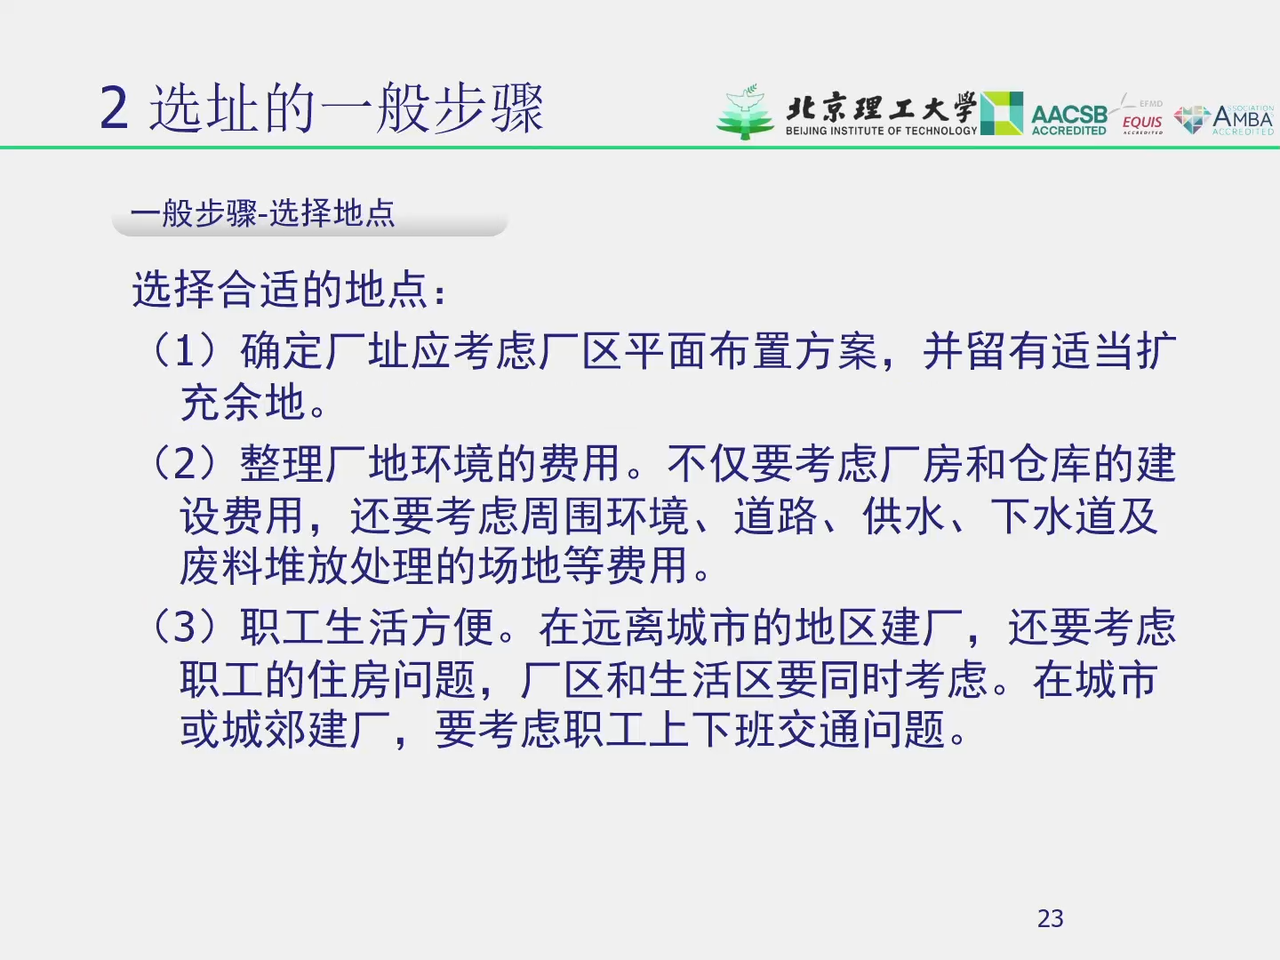 2 选址的一般步骤
北京理工大学
BEIJING INSTITUTE OF TECHNOLOGY
AACSB
ACCREDITED
EFMD
EQUIS
ACCREDITED
ASSOCIATION
AMBA
ACCREDITED
一般步骤-选择地点
选择合适的地点：
（1）确定厂址应考虑厂区平面布置方案，并留有适当扩
充余地。
（2）整理厂地环境的费用。不仅要考虑厂房和仓库的建
设费用，还要考虑周围环境、道路、供水、下水道及
废料堆放处理的场地等费用。
（3）职工生活方便。在远离城市的地区建厂，还要考虑
职工的住房问题，厂区和生活区要同时考虑。在城市
或城郊建厂，要考虑职工上下班交通问题。
23